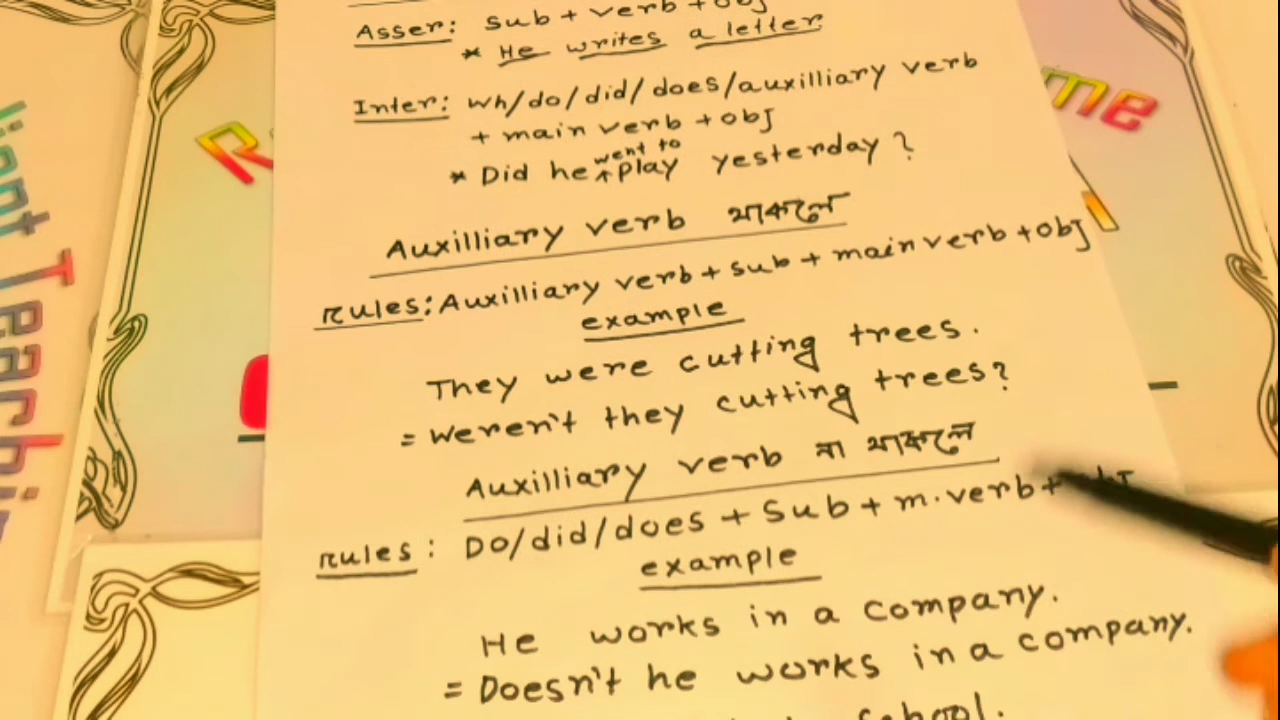 Asser: Sub + verb + obj
* He writes a letter
Inter: Wh/do/did/does/auxilliary verb
+ main verb + obj
went to
* Did he play yesterday?
Auxilliary verb থাকলে
rules: Auxilliary verb + sub + main verb + obj
example
They were cutting trees.
= Weren't they cutting trees?
Auxilliary verb না থাকলে
rules: Do/did/does + Sub + m.verb +
example
He works in a company.
= Doesn't he works in a company.
school.